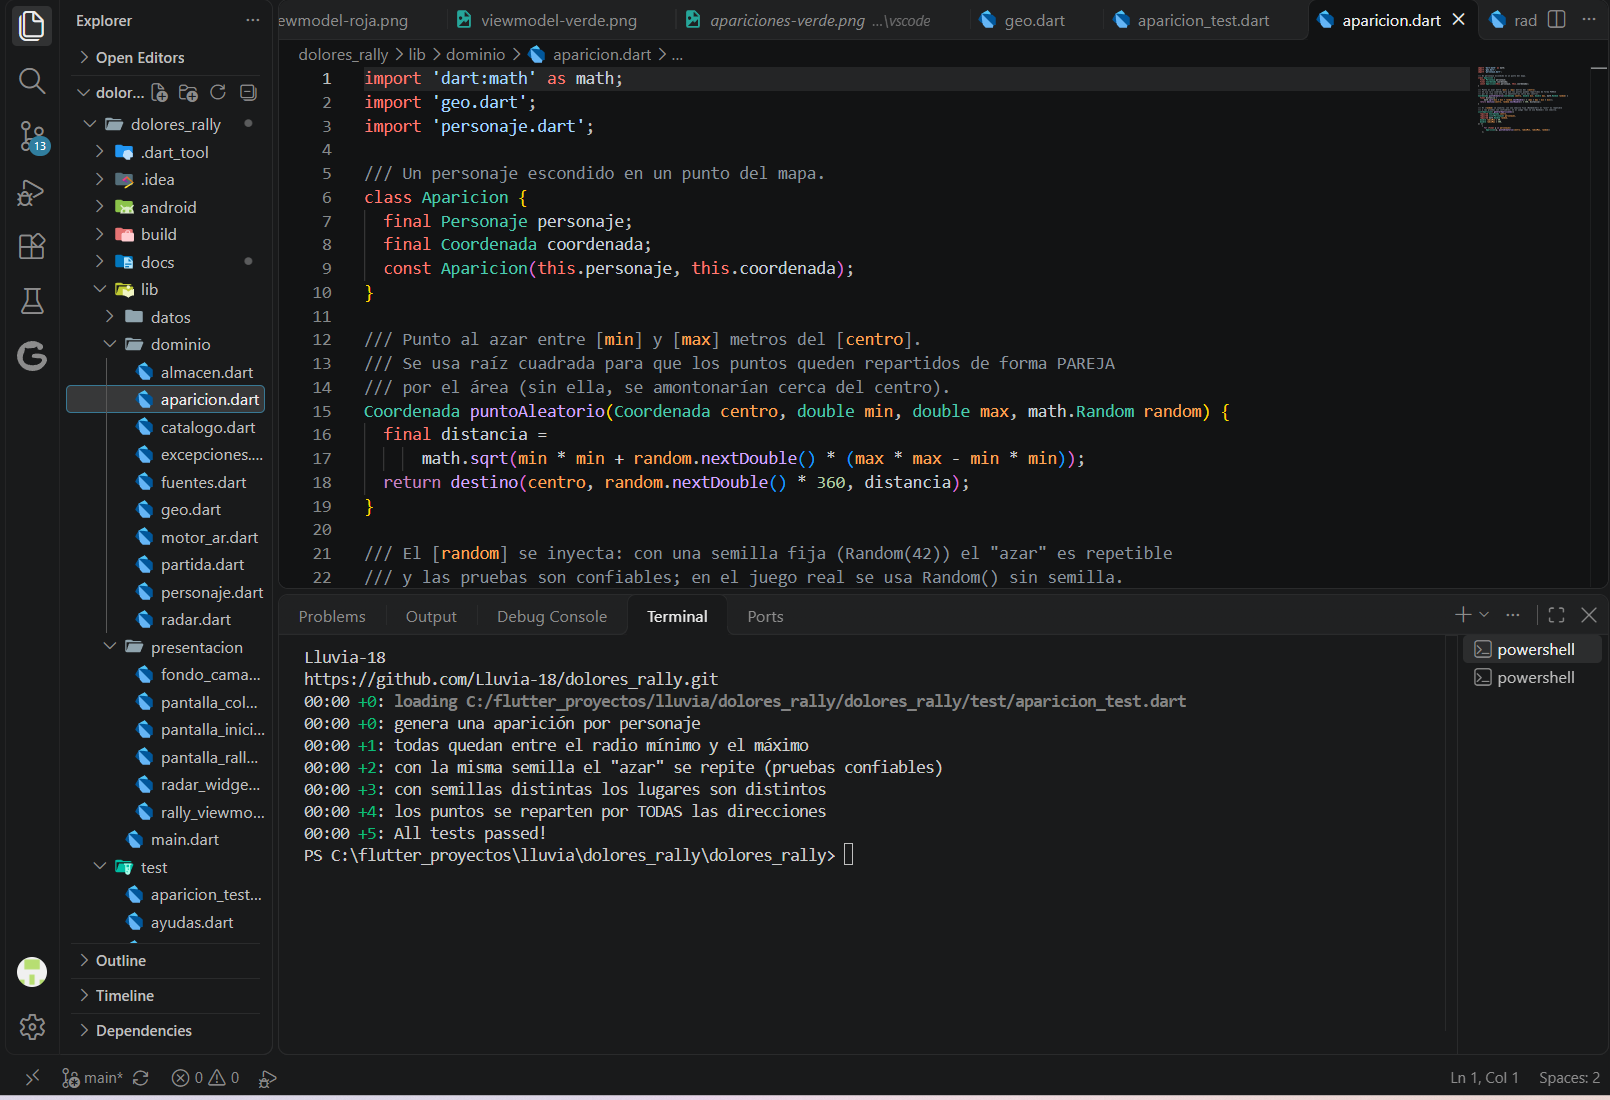 Explorer
Open Editors
dolor...
dolores_rally
.dart_tool
.idea
android
build
docs
lib
datos
dominio
almacen.dart
aparicion.dart
catalogo.dart
excepciones....
fuentes.dart
geo.dart
motor_ar.dart
partida.dart
personaje.dart
radar.dart
presentacion
fondo_cama...
pantalla_col...
pantalla_inici...
pantalla_rall...
radar_widge...
rally_viewmo...
main.dart
test
aparicion_test...
ayudas.dart
Outline
Timeline
Dependencies
13
ewmodel-roja.png
viewmodel-verde.png
apariciones-verde.png ...\vscode
geo.dart
aparicion_test.dart
aparicion.dart
rad
dolores_rally > lib > dominio > aparicion.dart > ...
1 import 'dart:math' as math;
2 import 'geo.dart';
3 import 'personaje.dart';
4
5 /// Un personaje escondido en un punto del mapa.
6 class Aparicion {
7 final Personaje personaje;
8 final Coordenada coordenada;
9 const Aparicion(this.personaje, this.coordenada);
10 }
11
12 /// Punto al azar entre [min] y [max] metros del [centro].
13 /// Se usa raíz cuadrada para que los puntos queden repartidos de forma PAREJA
14 /// por el área (sin ella, se amontonarían cerca del centro).
15 Coordenada puntoAleatorio(Coordenada centro, double min, double max, math.Random random) {
16 final distancia =
17 math.sqrt(min * min + random.nextDouble() * (max * max - min * min));
18 return destino(centro, random.nextDouble() * 360, distancia);
19 }
20
21 /// El [random] se inyecta: con una semilla fija (Random(42)) el "azar" es repetible
22 /// y las pruebas son confiables; en el juego real se usa Random() sin semilla.
Problems Output Debug Console Terminal Ports
Lluvia-18
https://github.com/Lluvia-18/dolores_rally.git
00:00 +0: loading C:/flutter_proyectos/lluvia/dolores_rally/dolores_rally/test/aparicion_test.dart
00:00 +0: genera una aparición por personaje
00:00 +1: todas quedan entre el radio mínimo y el máximo
00:00 +2: con la misma semilla el "azar" se repite (pruebas confiables)
00:00 +3: con semillas distintas los lugares son distintos
00:00 +4: los puntos se reparten por TODAS las direcciones
00:00 +5: All tests passed!
PS C:\flutter_proyectos\lluvia\dolores_rally\dolores_rally>
powershell
powershell
main* 0 0
Ln 1, Col 1 Spaces: 2